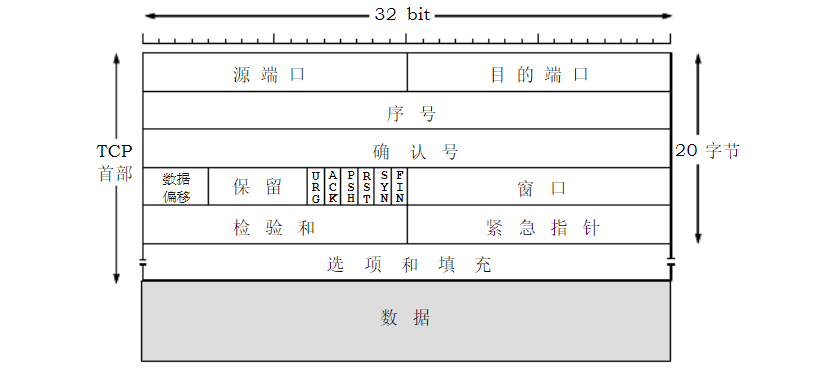 32 bit
源端口
目的端口
序号
TCP
首部
确认号
20 字节
数据
偏移
保留
URG
ACK
PSH
RST
SYN
FIN
窗口
检验和
紧急指针
选项和填充
数据